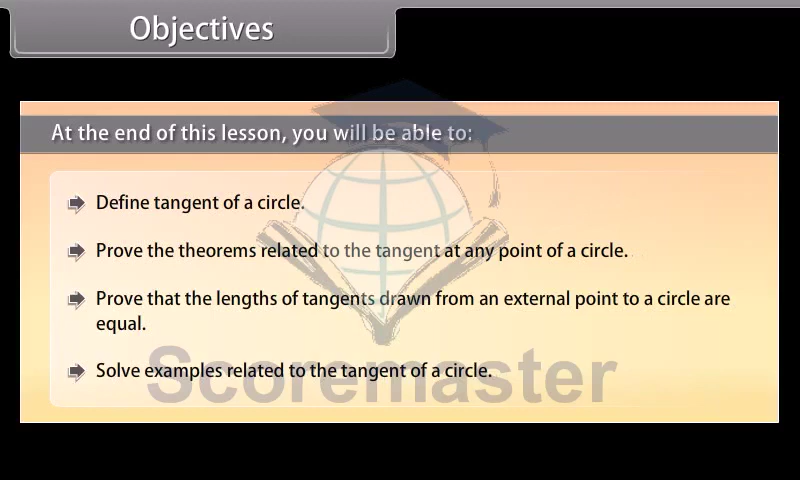 Objectives
At the end of this lesson, you will be able to:
Define tangent of a circle.
Prove the theorems related to the tangent at any point of a circle.
Prove that the lengths of tangents drawn from an external point to a circle are
equal.
Solve examples related to the tangent of a circle.
Scoremaster